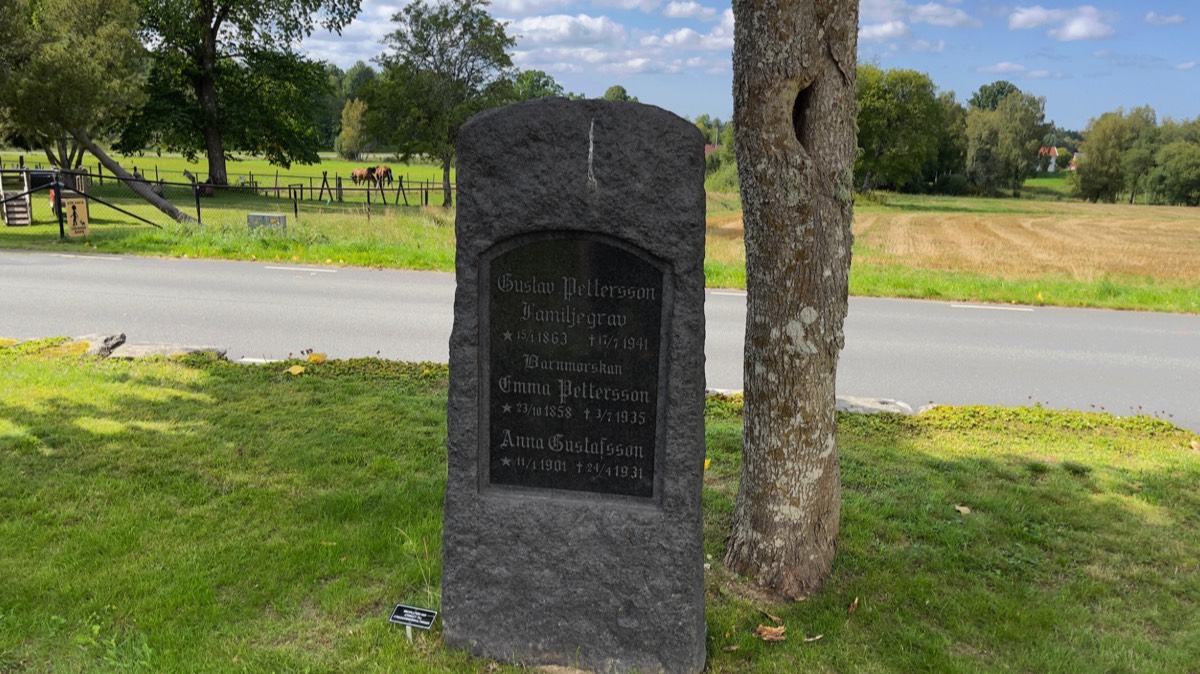 Gustav Pettersson
Familjegrav
★ 15/1 1863 ✝ 17/7 1941
Barnmorskan
Emma Pettersson
★ 23/10 1858 ✝ 3/7 1935
Anna Gustafsson
★ 11/1 1901 ✝ 24/4 1931